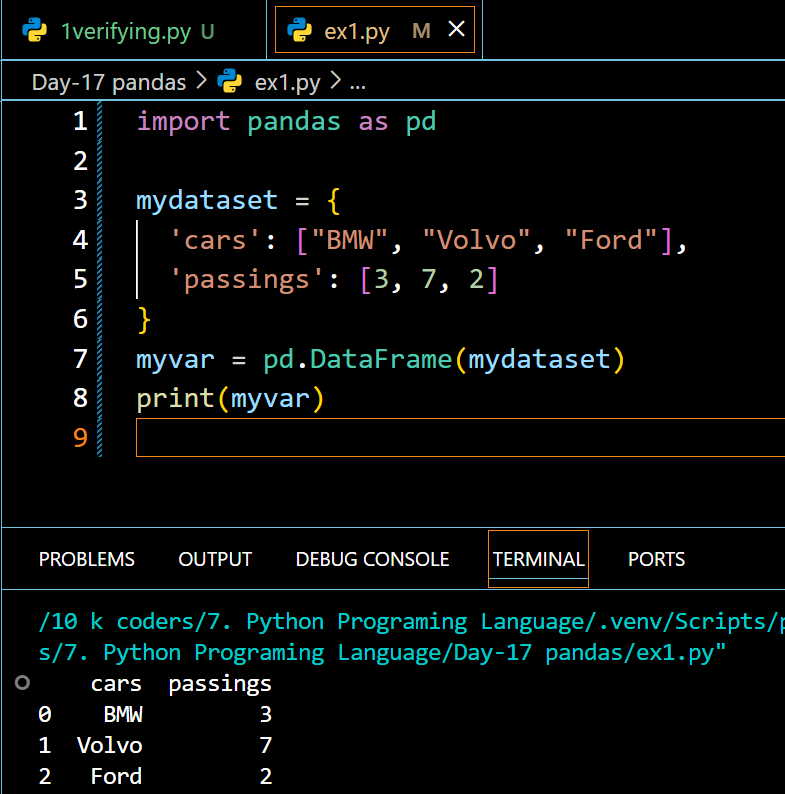 1verifying.py U ex1.py M
Day-17 pandas > ex1.py > ...
1 import pandas as pd
2
3 mydataset = {
4   'cars': ["BMW", "Volvo", "Ford"],
5   'passings': [3, 7, 2]
6 }
7 myvar = pd.DataFrame(mydataset)
8 print(myvar)
9
PROBLEMS OUTPUT DEBUG CONSOLE TERMINAL PORTS
/10 k coders/7. Python Programing Language/.venv/Scripts/
s/7. Python Programing Language/Day-17 pandas/ex1.py"
    cars  passings
0    BMW         3
1  Volvo         7
2   Ford         2